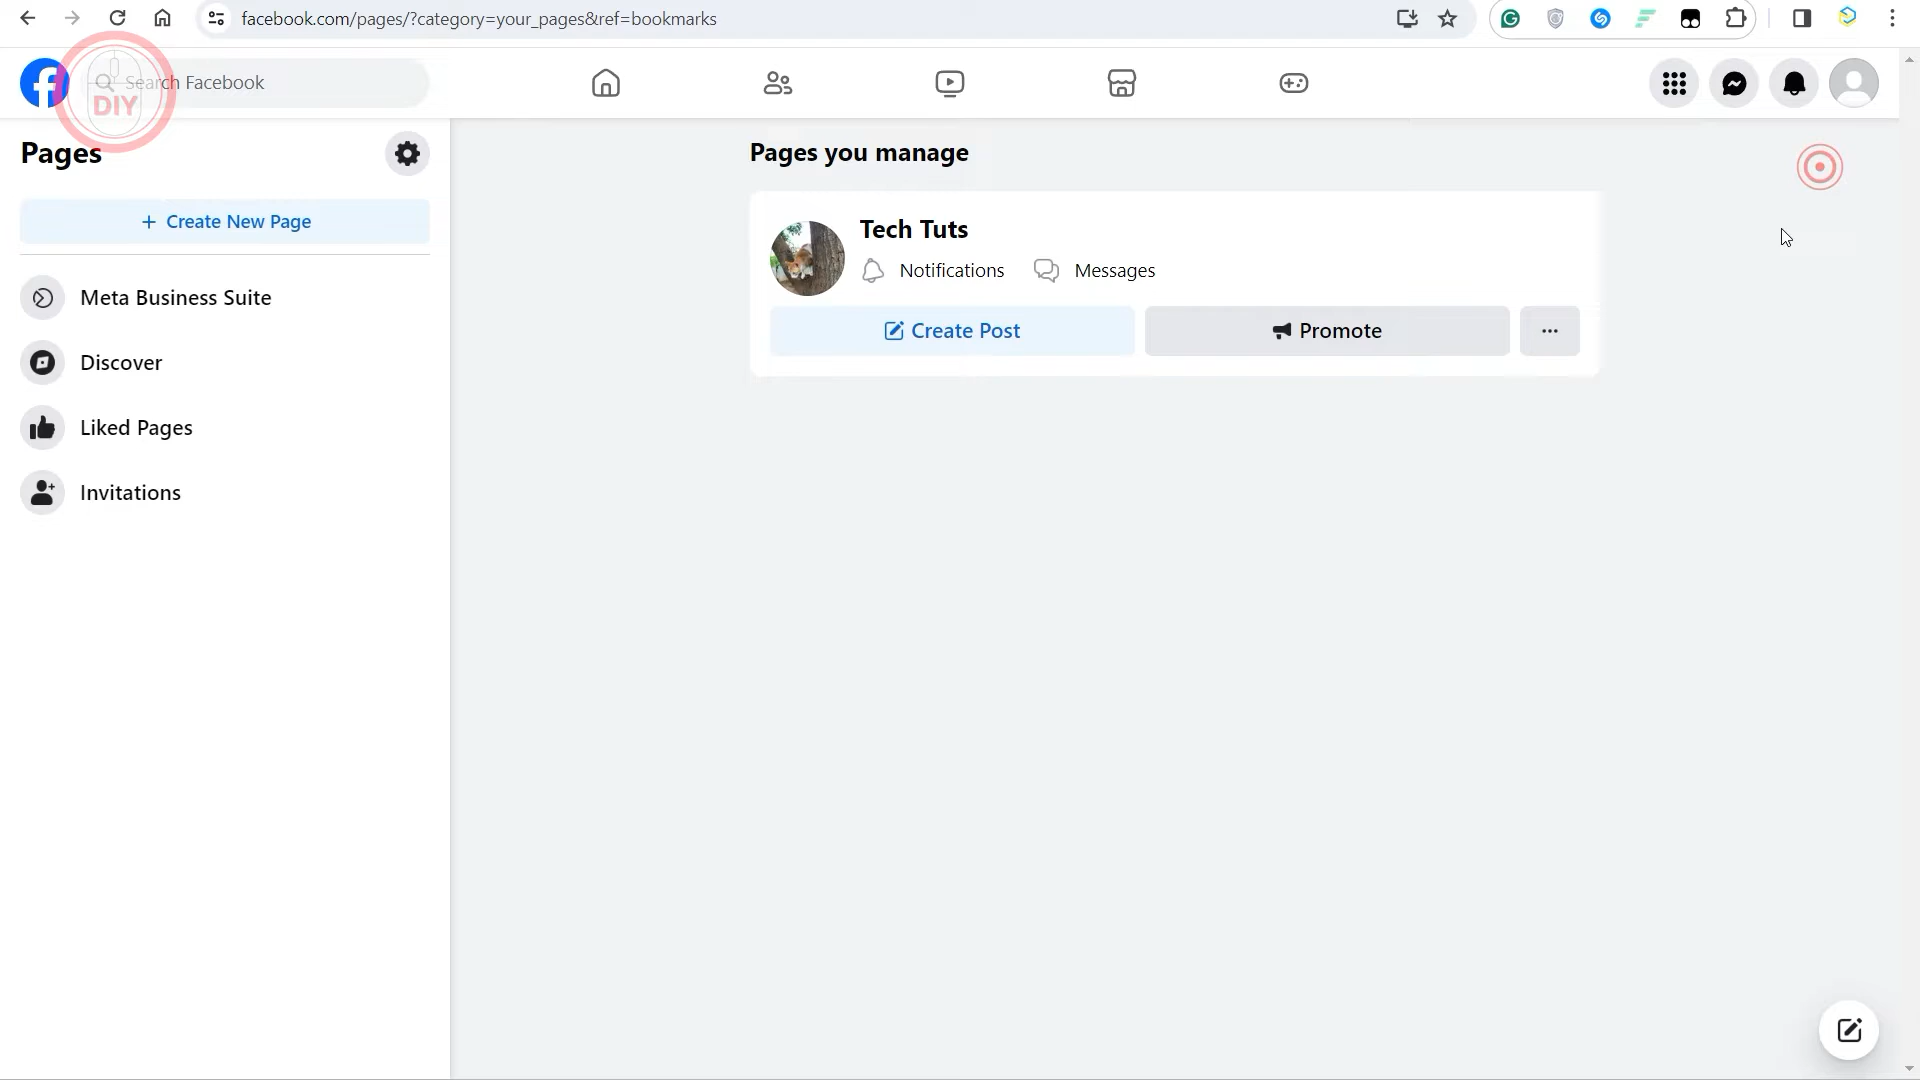 facebook.com/pages/?category=your_pages&ref=bookmarks
Search Facebook
DIY
Pages
Pages you manage
+ Create New Page
Tech Tuts
Notifications
Messages
Create Post
Promote
Meta Business Suite
Discover
Liked Pages
Invitations